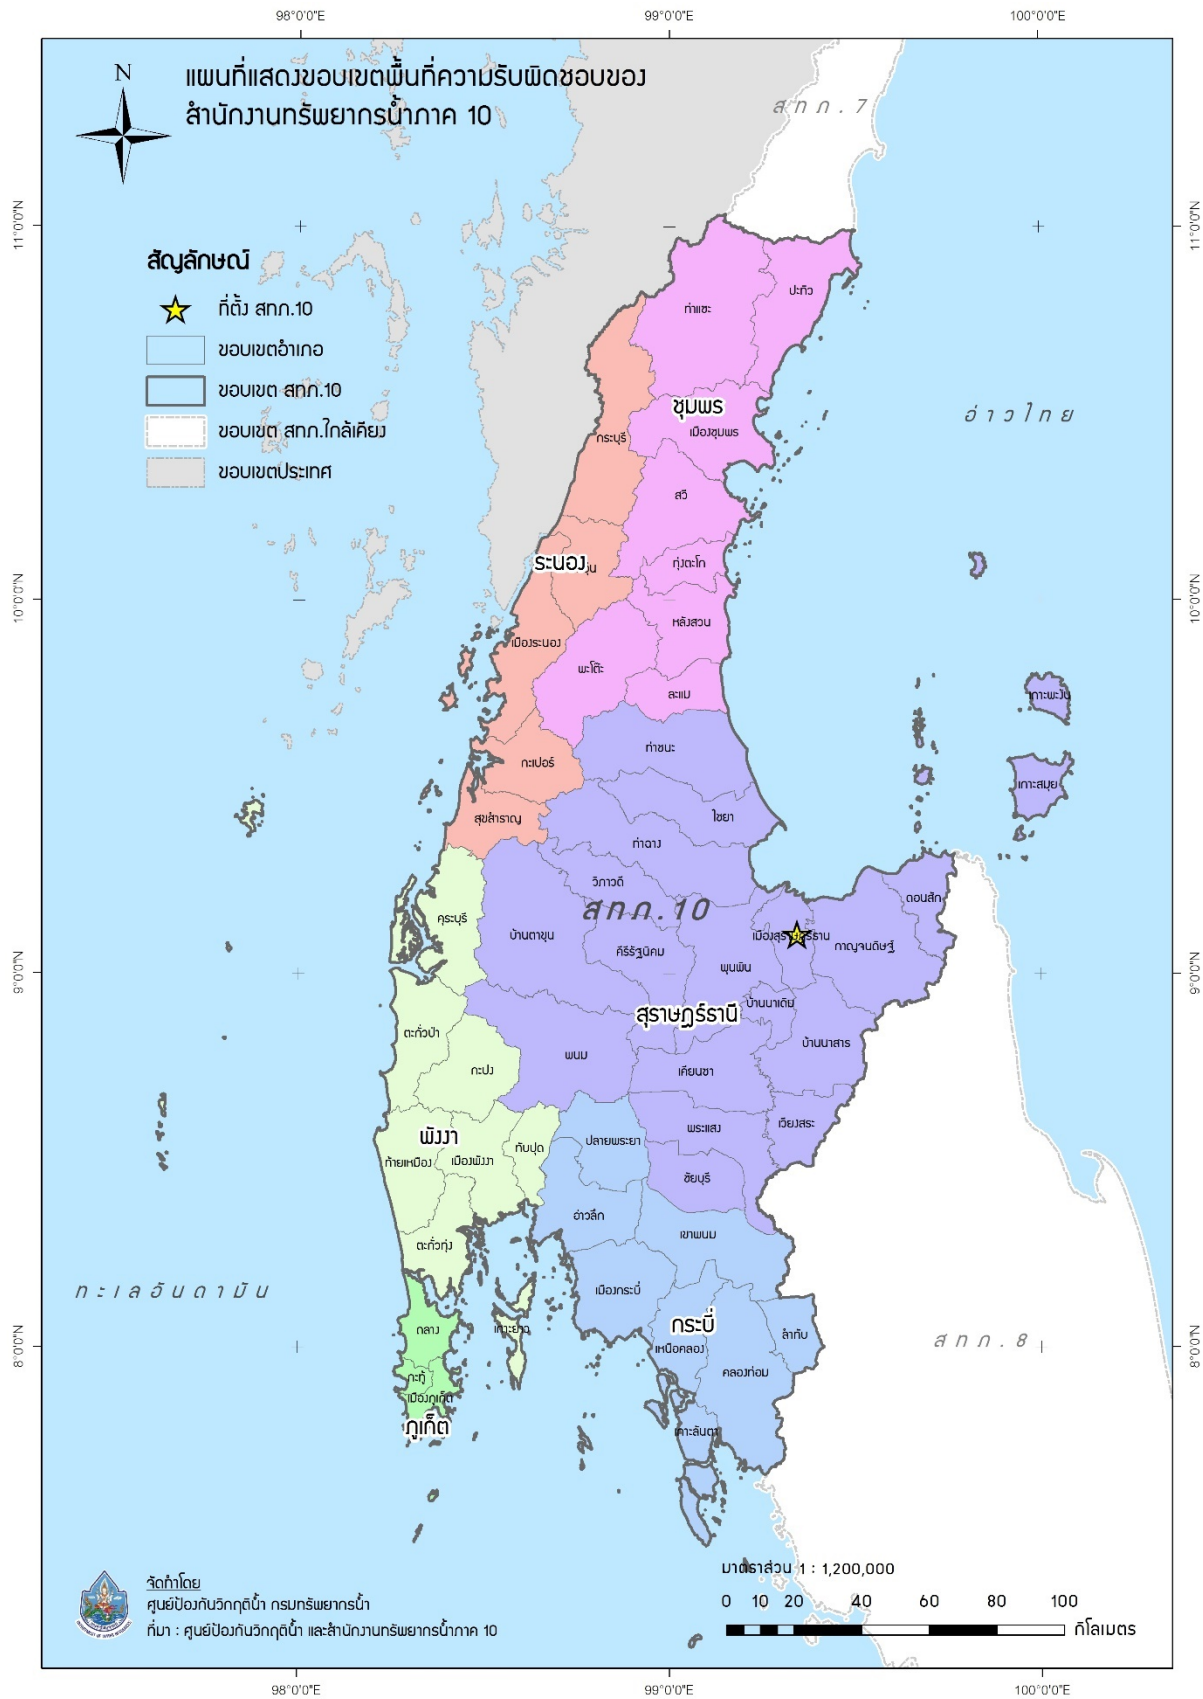 98°0'0"E 99°0'0"E 100°0'0"E
แผนที่แสดงขอบเขตพื้นที่ความรับผิดชอบของ
สำนักงานทรัพยากรน้ำภาค 10
N
สทภ.7
11°0'0"N 11°0'0"N
สัญลักษณ์
ที่ตั้ง สทภ.10
ขอบเขตอำเภอ
ขอบเขต สทภ.10
ขอบเขต สทภ.ใกล้เคียง
ขอบเขตประเทศ
ปะทิว
ท่าแซะ
ชุมพร
เมืองชุมพร
อ่าวไทย
กระบุรี
สวี
ระนอง
ทุ่งตะโก
10°0'0"N 10°0'0"N
หลังสวน
เมืองระนอง
พะโต๊ะ
ละแม
เกาะพะงัน
ท่าชนะ
กะเปอร์
เกาะสมุย
สุขสำราญ
ไชยา
ท่าฉาง
วิภาวดี
ดอนสัก
สทภ.10
คุระบุรี
บ้านตาขุน
คีรีรัฐนิคม
เมืองสุราษฎร์ธานี
กาญจนดิษฐ์
พุนพิน
9°0'0"N 9°0'0"N
บ้านนาเดิม
สุราษฎร์ธานี
ตะกั่วป่า
บ้านนาสาร
พนม
กะปง
เคียนซา
พระแสง
เวียงสระ
พังงา
ปลายพระยา
ทับปุด
ท้ายเหมือง
เมืองพังงา
ชัยบุรี
อ่าวลึก
เขาพนม
ตะกั่วทุ่ง
ทะเลอันดามัน
เมืองกระบี่
กระบี่
ถลาง
เกาะยาว
ลำทับ
เหนือคลอง
สทภ.8
8°0'0"N 8°0'0"N
คลองท่อม
กะทู้
เมืองภูเก็ต
ภูเก็ต
เกาะลันตา
มาตราส่วน 1 : 1,200,000
0 10 20 40 60 80 100
กิโลเมตร
จัดทำโดย
ศูนย์ป้องกันวิกฤติน้ำ กรมทรัพยากรน้ำ
ที่มา : ศูนย์ป้องกันวิกฤติน้ำ และสำนักงานทรัพยากรน้ำภาค 10
98°0'0"E 99°0'0"E 100°0'0"E